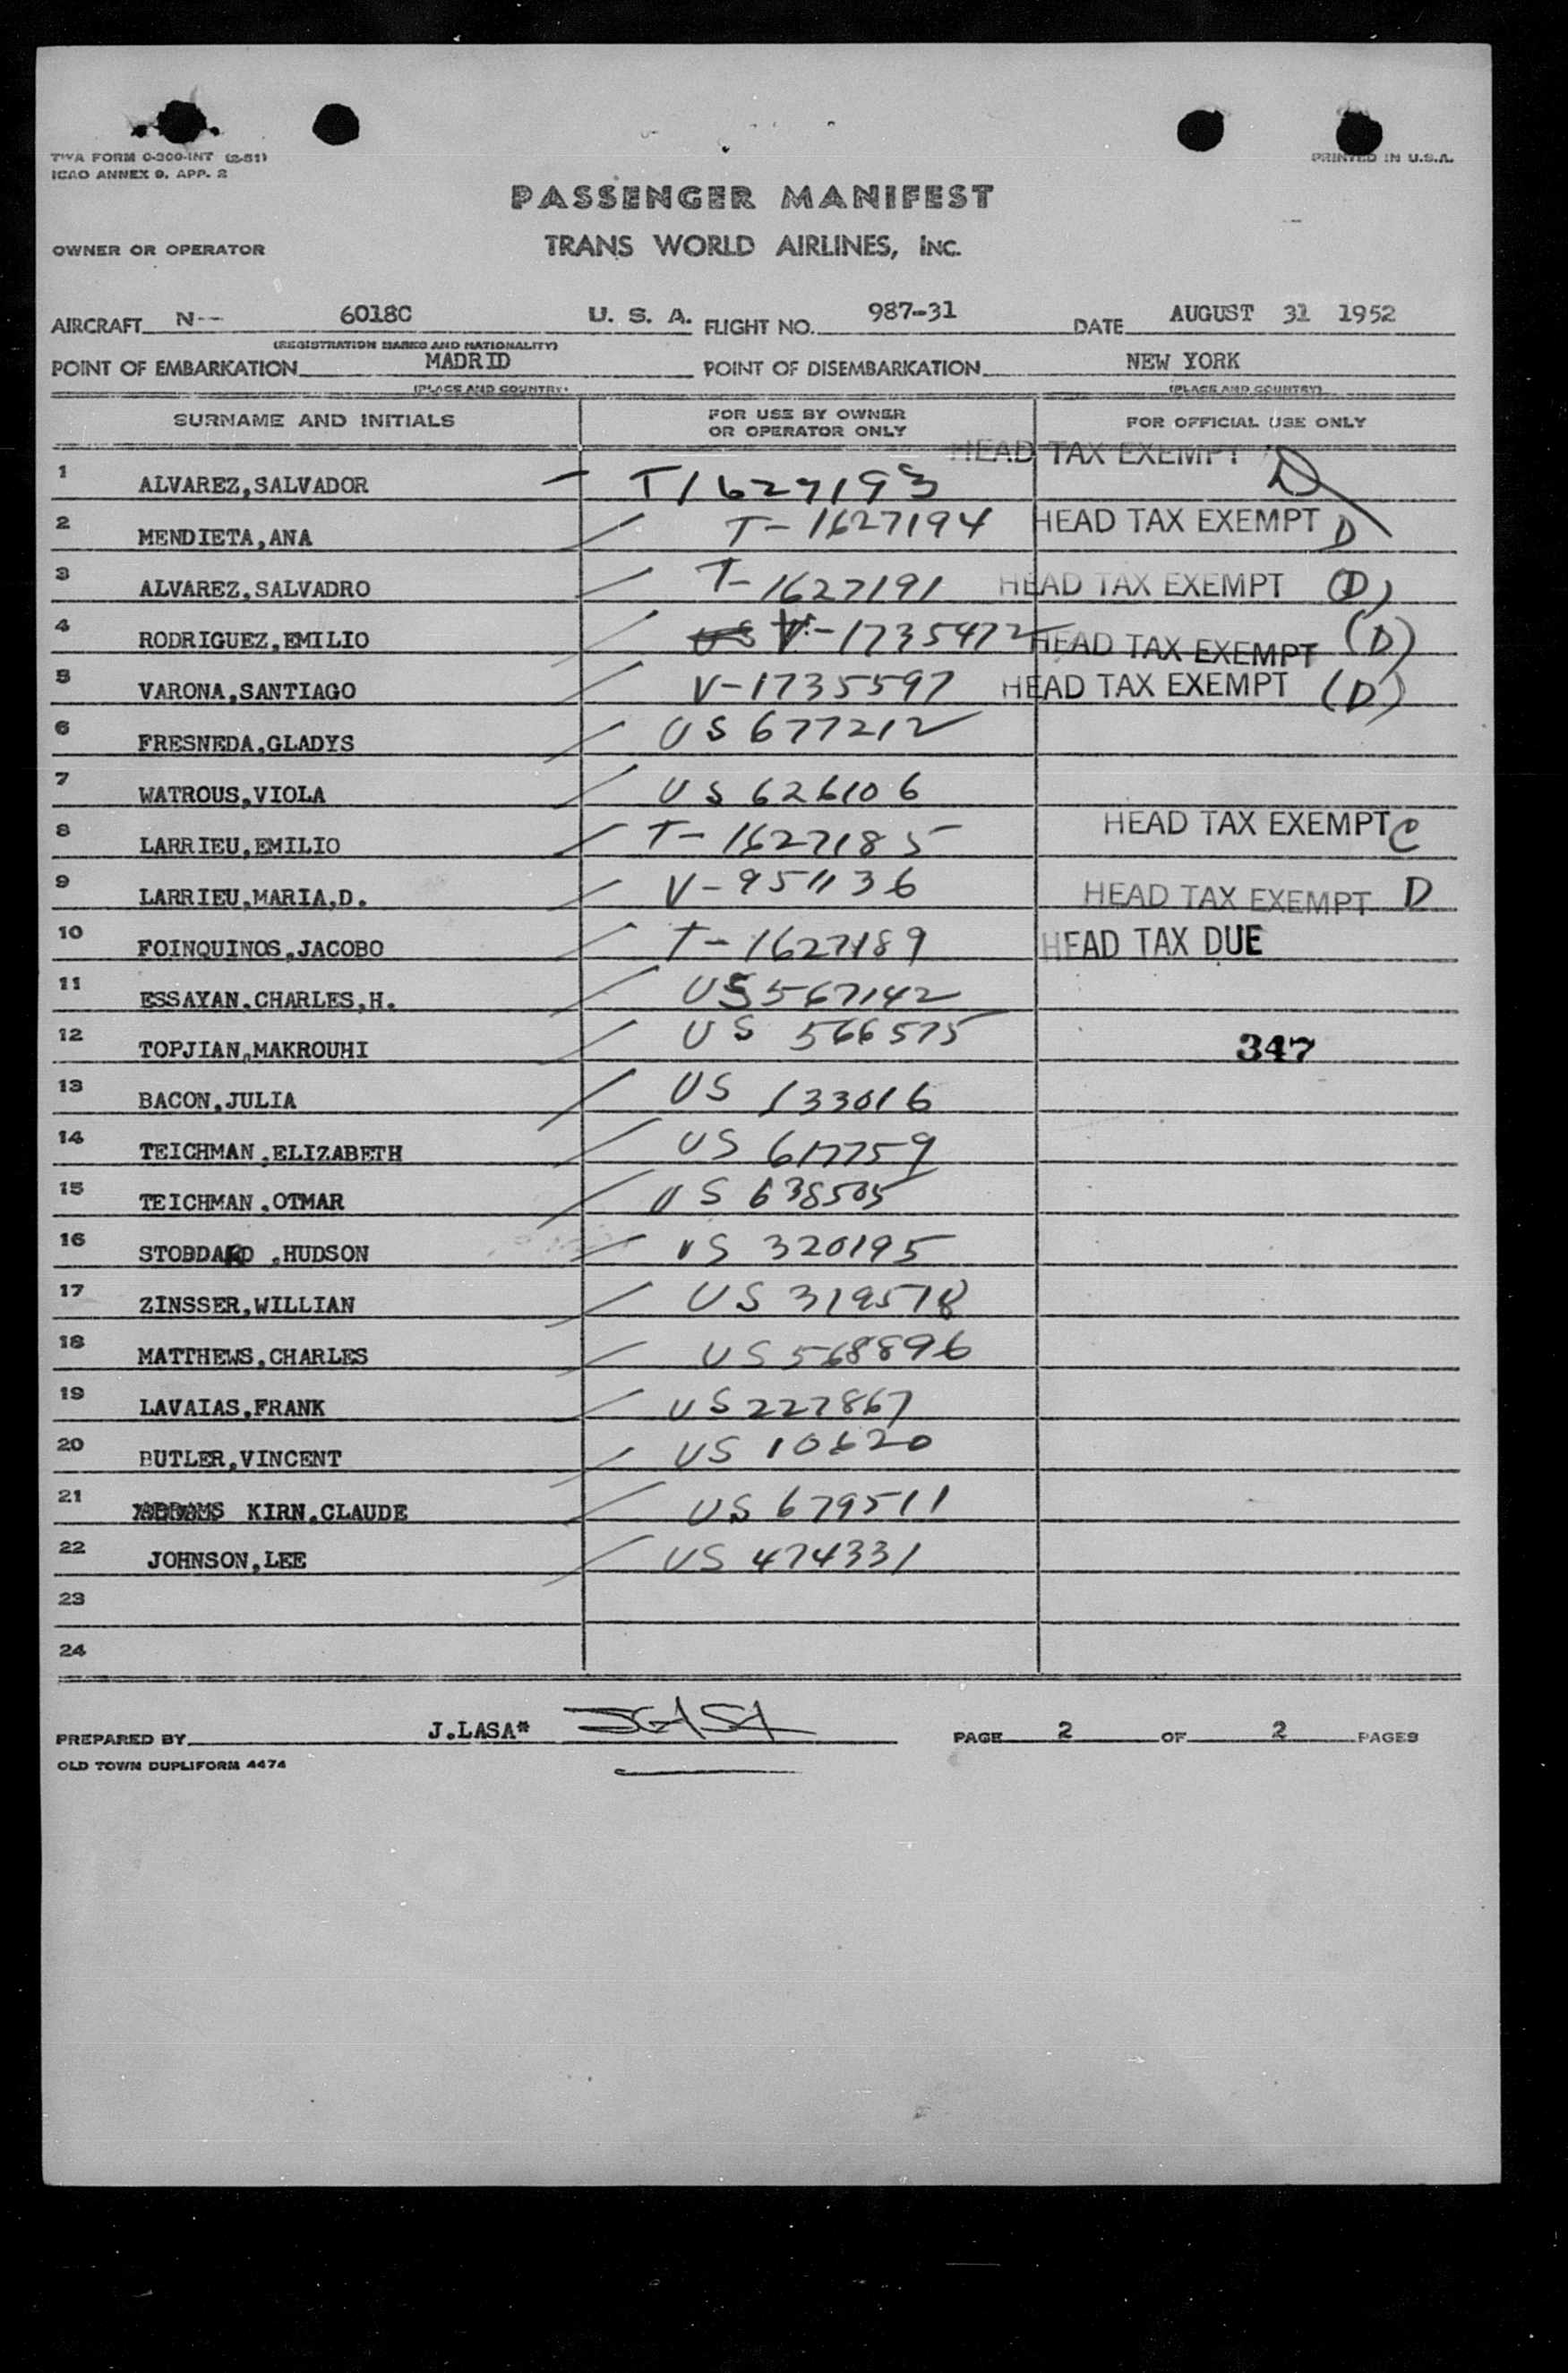 TWA FORM O-300-INT (2-51)
ICAO ANNEX 9, APP. 2
PRINTED IN U.S.A.
PASSENGER MANIFEST
OWNER OR OPERATOR TRANS WORLD AIRLINES, INC.
AIRCRAFT N-- 6018C U. S. A. FLIGHT NO. 987-31 DATE AUGUST 31 1952
(REGISTRATION MARKS AND NATIONALITY)
POINT OF EMBARKATION MADRID POINT OF DISEMBARKATION NEW YORK
(PLACE AND COUNTRY) (PLACE AND COUNTRY)
SURNAME AND INITIALS FOR USE BY OWNER OR OPERATOR ONLY FOR OFFICIAL USE ONLY
1 ALVAREZ,SALVADOR T1627193 HEAD TAX EXEMPT D
2 MENDIETA,ANA T-1627194 HEAD TAX EXEMPT D
3 ALVAREZ,SALVADRO T-1627191 HEAD TAX EXEMPT (D)
4 RODRIGUEZ,EMILIO US V-1735472 HEAD TAX EXEMPT (D)
5 VARONA,SANTIAGO V-1735597 HEAD TAX EXEMPT (D)
6 FRESNEDA,GLADYS US 677212
7 WATROUS,VIOLA US 626106
8 LARRIEU,EMILIO T-1627185 HEAD TAX EXEMPT C
9 LARRIEU,MARIA,D. V-951136 HEAD TAX EXEMPT D
10 FOINQUINOS,JACOBO T-1627189 HEAD TAX DUE
11 ESSAYAN,CHARLES,H. US 567142
12 TOPJIAN,MAKROUHI US 566575 347
13 BACON,JULIA US 133016
14 TEICHMAN,ELIZABETH US 617759
15 TEICHMAN,OTMAR US 638505
16 STODDARD,HUDSON US 320195
17 ZINSSER,WILLIAN US 319518
18 MATTHEWS,CHARLES US 568896
19 LAVAIAS,FRANK US 227867
20 BUTLER,VINCENT US 10620
21 KIRN,CLAUDE US 679511
22 JOHNSON,LEE US 474331
23
24
PREPARED BY J.LASA* JLASA PAGE 2 OF 2 PAGES
OLD TOWN DUPLIFORM 4474